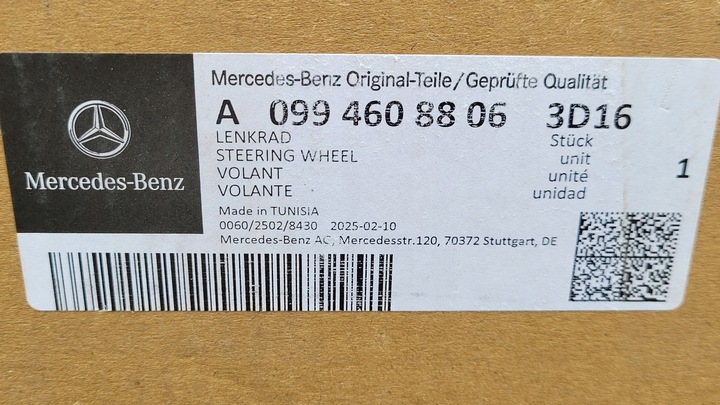 Mercedes-Benz
Mercedes-Benz Original-Teile/Geprüfte Qualität
A 099 460 88 06 3D16
LENKRAD
STEERING WHEEL
VOLANT
VOLANTE
Stück
unit
unité
unidad
1
Made in TUNISIA
0060/2502/8430 2025-02-10
Mercedes-Benz AG, Mercedesstr.120, 70372 Stuttgart, DE